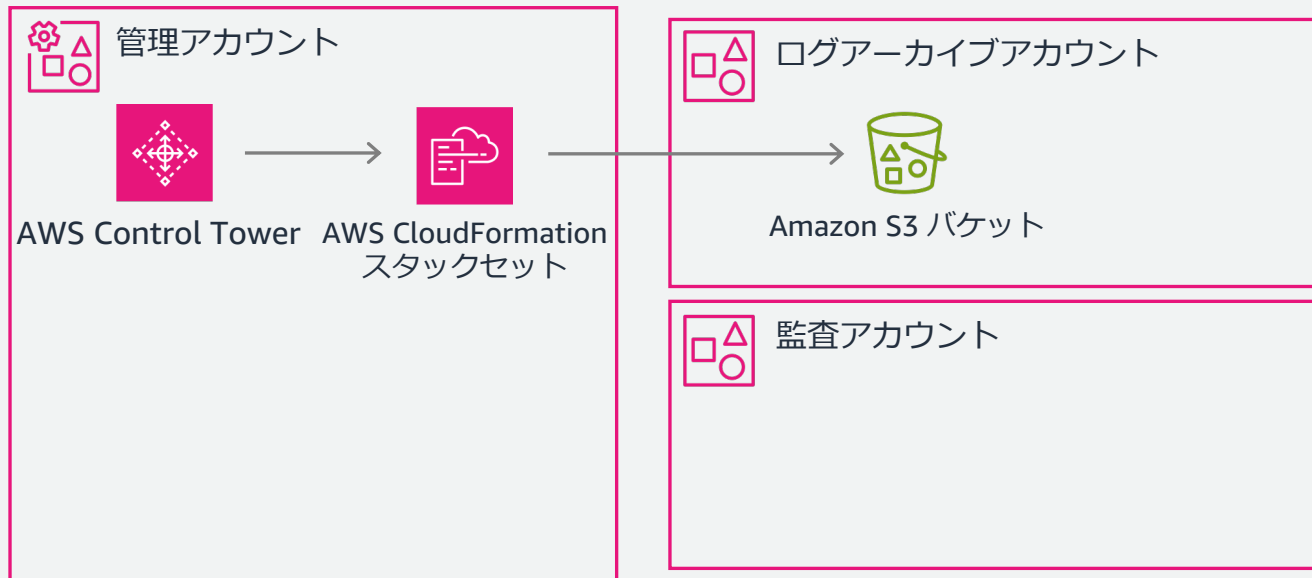 管理アカウント
AWS Control Tower
AWS CloudFormation
スタックセット
ログアーカイブアカウント
Amazon S3 バケット
監査アカウント